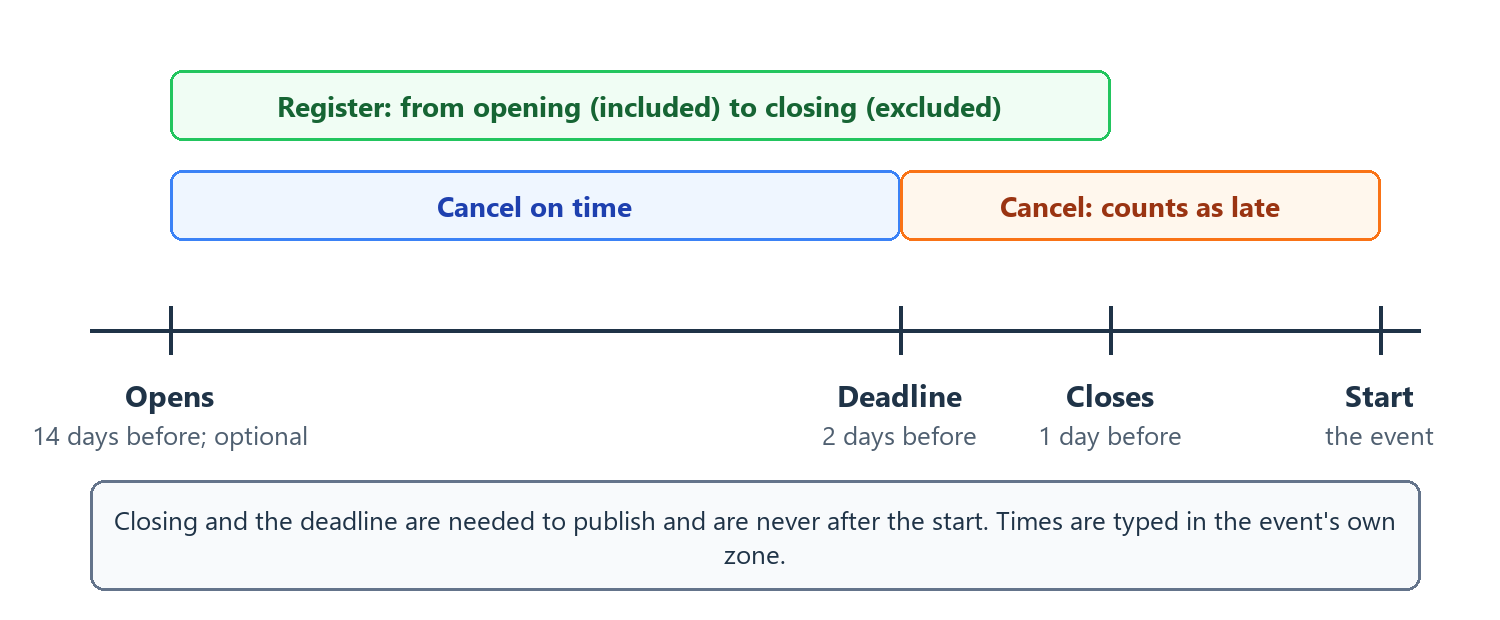 Register: from opening (included) to closing (excluded)
Cancel on time
Cancel: counts as late
Opens
14 days before; optional
Deadline
2 days before
Closes
1 day before
Start
the event
Closing and the deadline are needed to publish and are never after the start. Times are typed in the event's own
zone.